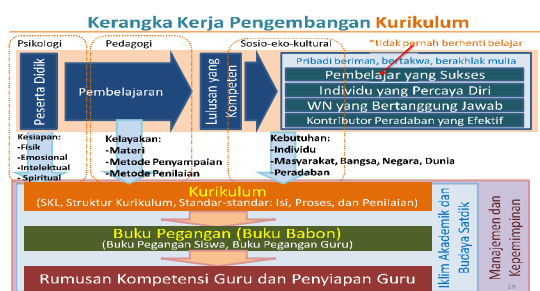 Kerangka Kerja Pengembangan Kurikulum
Psikologi
Pedagogi
Sosio-eko-kultural
*tidak pernah berhenti belajar
Peserta Didik
Pembelajaran
Lulusan yang
Kompeten
Pribadi beriman, bertakwa, berakhlak mulia
Pembelajar yang Sukses
Individu yang Percaya Diri
WN yang Bertanggung Jawab
Kontributor Peradaban yang Efektif
Kesiapan:
-Fisik
-Emosional
-Intelektual
- Spiritual
Kelayakan:
- Materi
- Metode Penyampaian
-Metode Penilaian
Kebutuhan:
-Individu
-Masyarakat, Bangsa, Negara, Dunia
-Peradaban
Kurikulum
(SKL, Struktur Kurikulum, Standar-standar: Isi, Proses, dan Penilaian)
Buku Pegangan (Buku Babon)
(Buku Pegangan Siswa, Buku Pegangan Guru)
Rumusan Kompetensi Guru dan Penyiapan Guru
Iklim Akademik dan
Budaya Satdik
Manajemen dan
Kepemimpinan